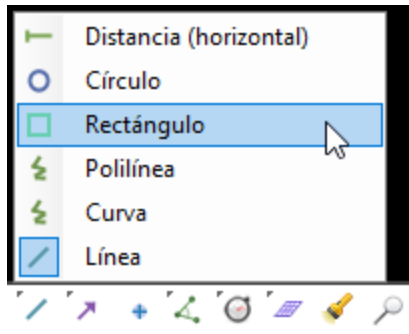 Distancia (horizontal)
Círculo
Rectángulo
Polilínea
Curva
Línea